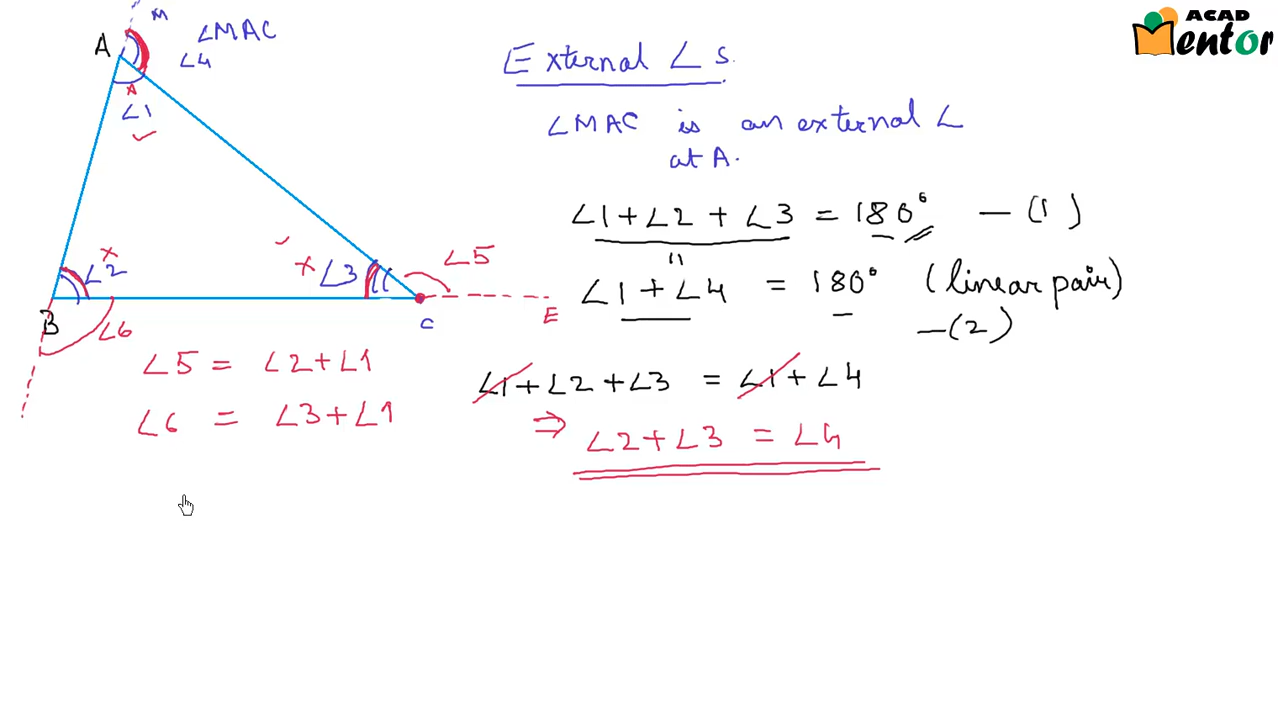 ACAD
Mentor
M
∠MAC
A
∠4
A
∠1
∠2
∠3
∠5
B
∠6
C
E
∠5 = ∠2+∠1
∠6 = ∠3+∠1
External ∠s.
∠MAC is an external ∠
at A.
∠1+∠2+∠3 = 180° — (1)
∠1+∠4 = 180° (linear pair)
—(2)
∠1+∠2+∠3 = ∠1+∠4
⇒ ∠2+∠3 = ∠4